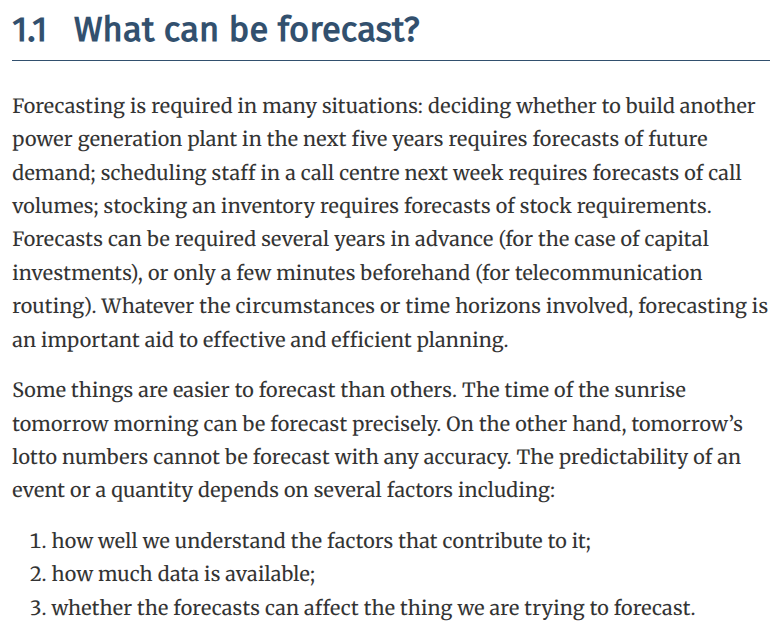 1.1 What can be forecast?
Forecasting is required in many situations: deciding whether to build another
power generation plant in the next five years requires forecasts of future
demand; scheduling staff in a call centre next week requires forecasts of call
volumes; stocking an inventory requires forecasts of stock requirements.
Forecasts can be required several years in advance (for the case of capital
investments), or only a few minutes beforehand (for telecommunication
routing). Whatever the circumstances or time horizons involved, forecasting is
an important aid to effective and efficient planning.
Some things are easier to forecast than others. The time of the sunrise
tomorrow morning can be forecast precisely. On the other hand, tomorrow’s
lotto numbers cannot be forecast with any accuracy. The predictability of an
event or a quantity depends on several factors including:
1. how well we understand the factors that contribute to it;
2. how much data is available;
3. whether the forecasts can affect the thing we are trying to forecast.